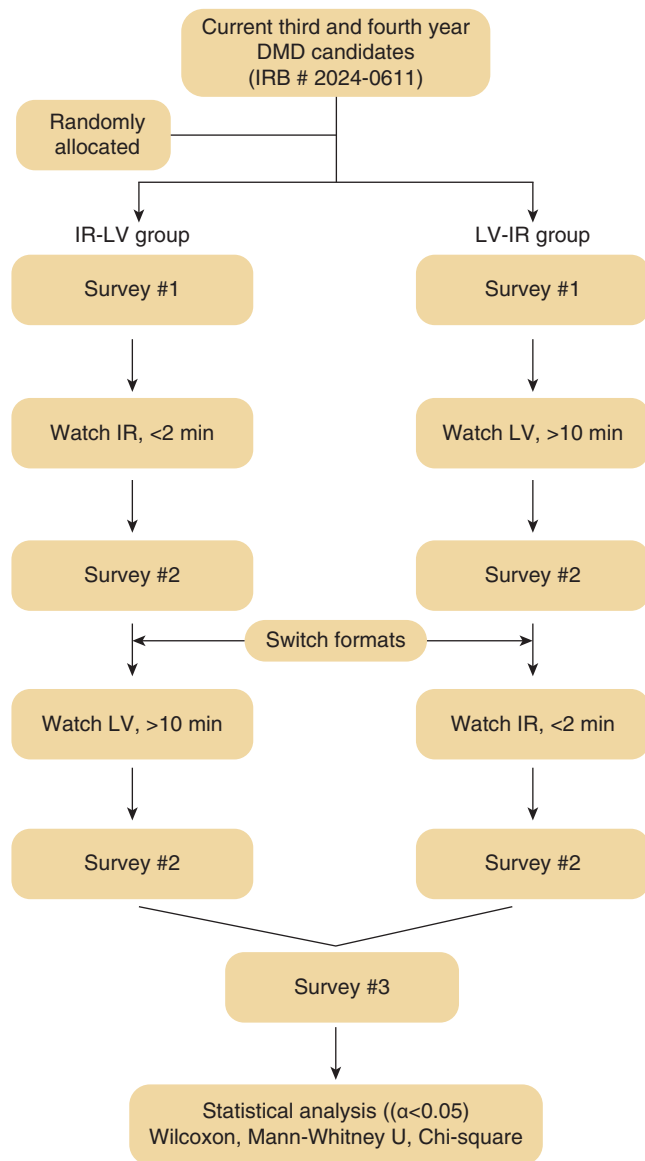 Current third and fourth year
DMD candidates
(IRB # 2024-0611)
Randomly
allocated
IR-LV group
LV-IR group
Survey #1
Survey #1
Watch IR, <2 min
Watch LV, >10 min
Survey #2
Survey #2
Switch formats
Watch LV, >10 min
Watch IR, <2 min
Survey #2
Survey #2
Survey #3
Statistical analysis ((α<0.05)
Wilcoxon, Mann-Whitney U, Chi-square